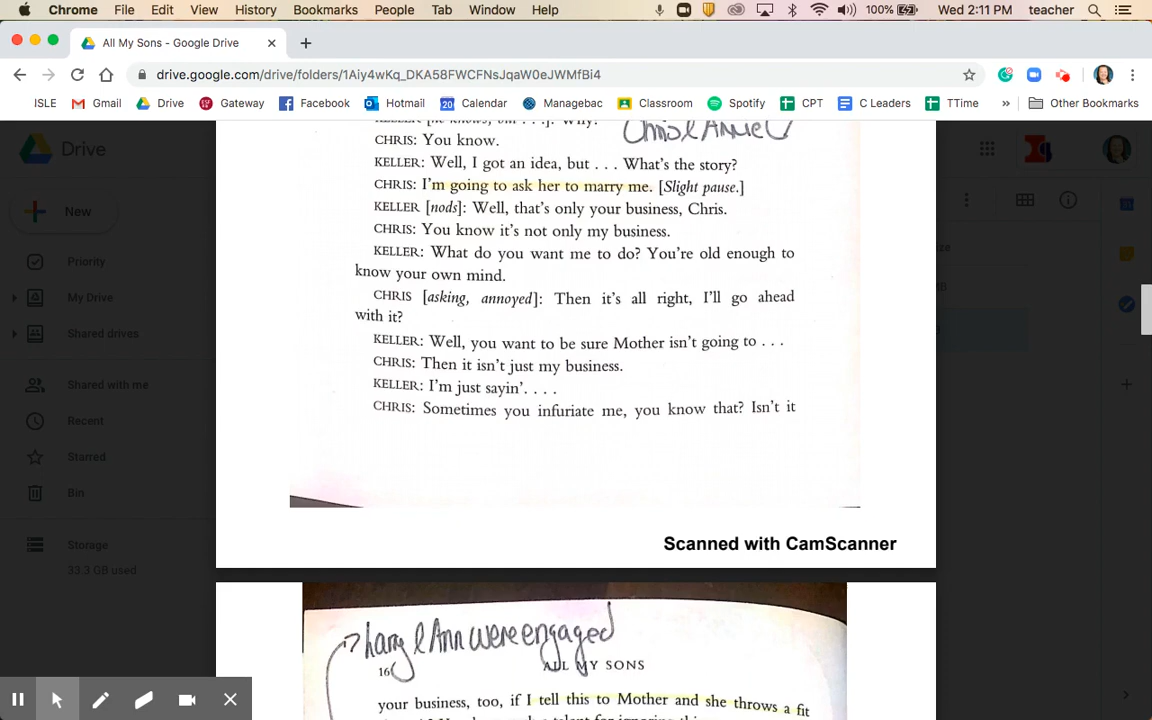 Chrome File Edit View History Bookmarks People Tab Window Help 100% Wed 2:11 PM teacher
All My Sons - Google Drive
drive.google.com/drive/folders/1Aiy4wKq_DKA58FWCFNsJqaW0eJWMfBi4
ISLE Gmail Drive Gateway Facebook Hotmail Calendar Managebac Classroom Spotify CPT C Leaders TTime » Other Bookmarks
Drive
New
Priority
My Drive
Shared drives
Shared with me
Recent
Starred
Bin
Storage
33.3 GB used
Chris & Annie
CHRIS: You know.
KELLER: Well, I got an idea, but . . . What's the story?
CHRIS: I'm going to ask her to marry me. [Slight pause.]
KELLER [nods]: Well, that's only your business, Chris.
CHRIS: You know it's not only my business.
KELLER: What do you want me to do? You're old enough to
know your own mind.
CHRIS [asking, annoyed]: Then it's all right, I'll go ahead
with it?
KELLER: Well, you want to be sure Mother isn't going to . . .
CHRIS: Then it isn't just my business.
KELLER: I'm just sayin'. . . .
CHRIS: Sometimes you infuriate me, you know that? Isn't it
Scanned with CamScanner
& Ann were engaged
16 ALL MY SONS
your business, too, if I tell this to Mother and she throws a fit